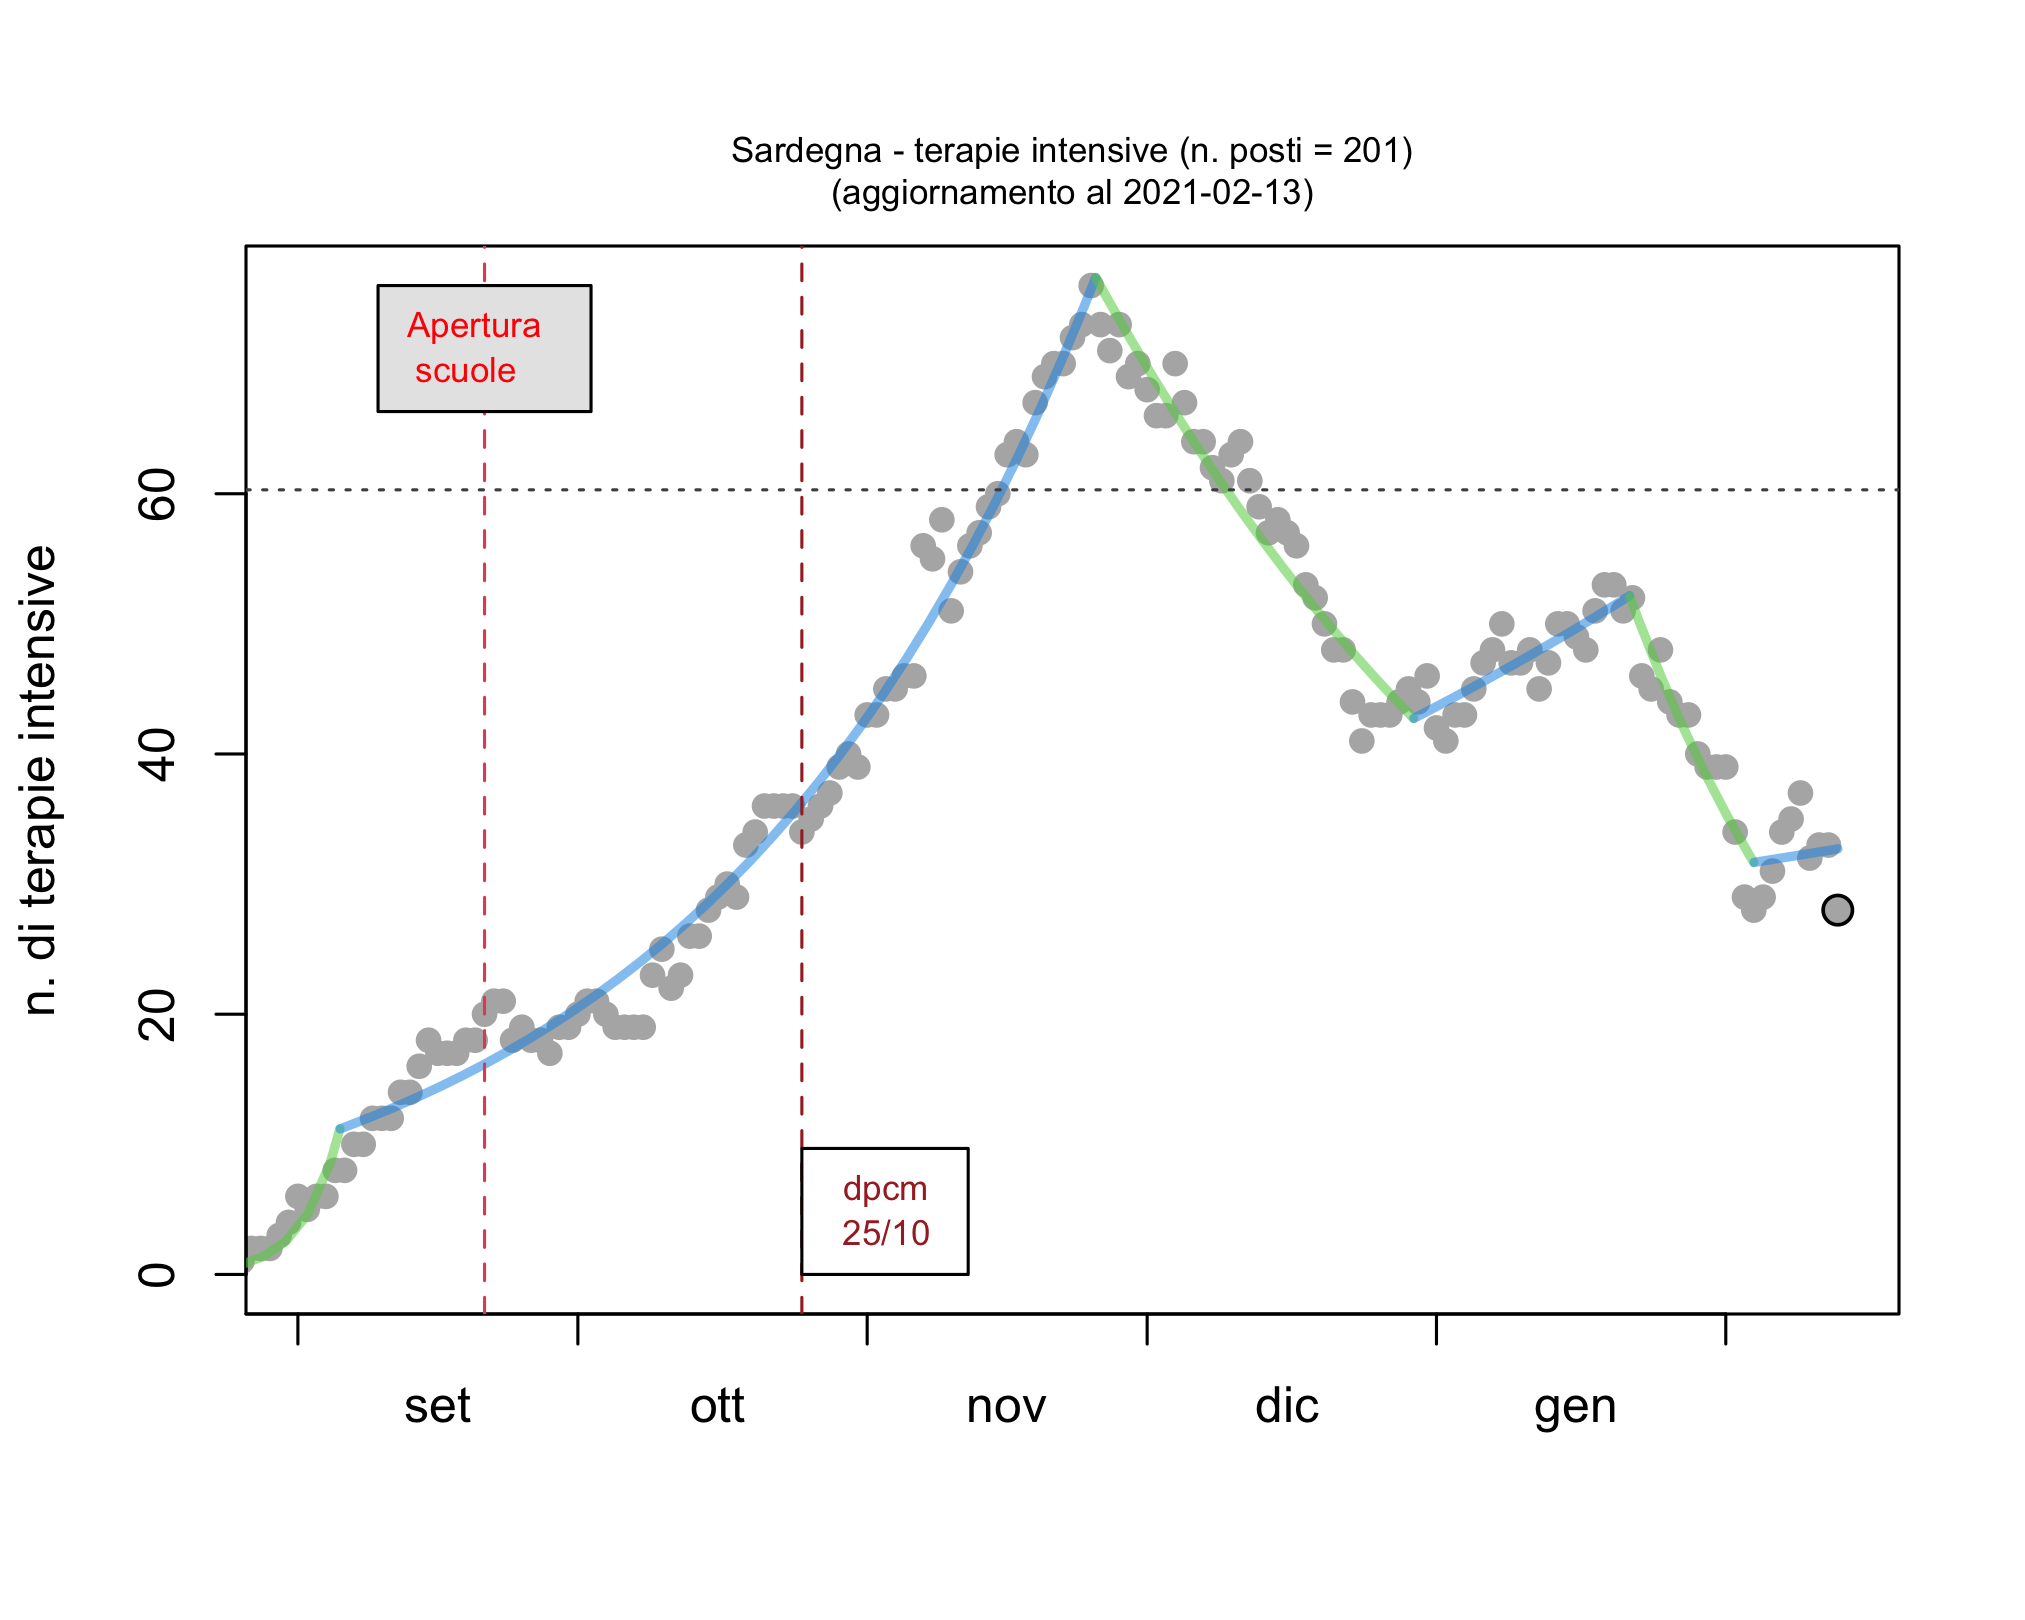 Sardegna - terapie intensive (n. posti = 201)
(aggiornamento al 2021-02-13)
Apertura
scuole
n. di terapie intensive
60
40
20
0
dpcm
25/10
set
ott
nov
dic
gen